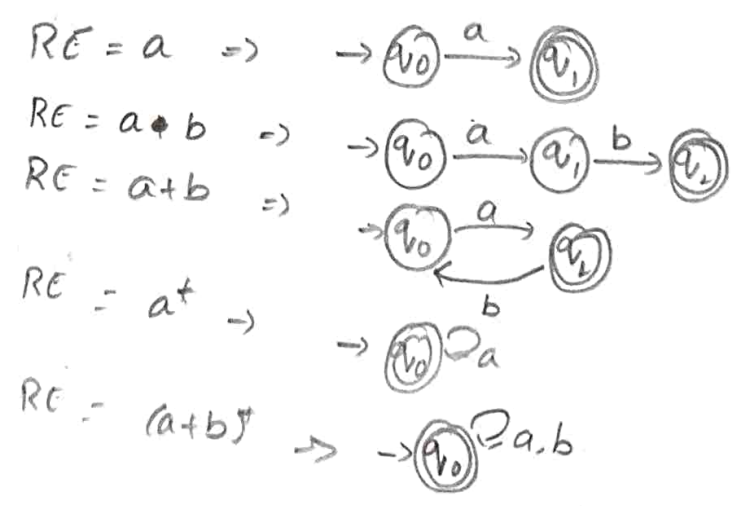 RE = a => → q0 a → q1
RE = a • b => → q0 a → q1 b → q2
RE = a+b => → q0 a → q1 b
RE = a+ → → q0 a
RE = (a+b)+ => → q0 a,b